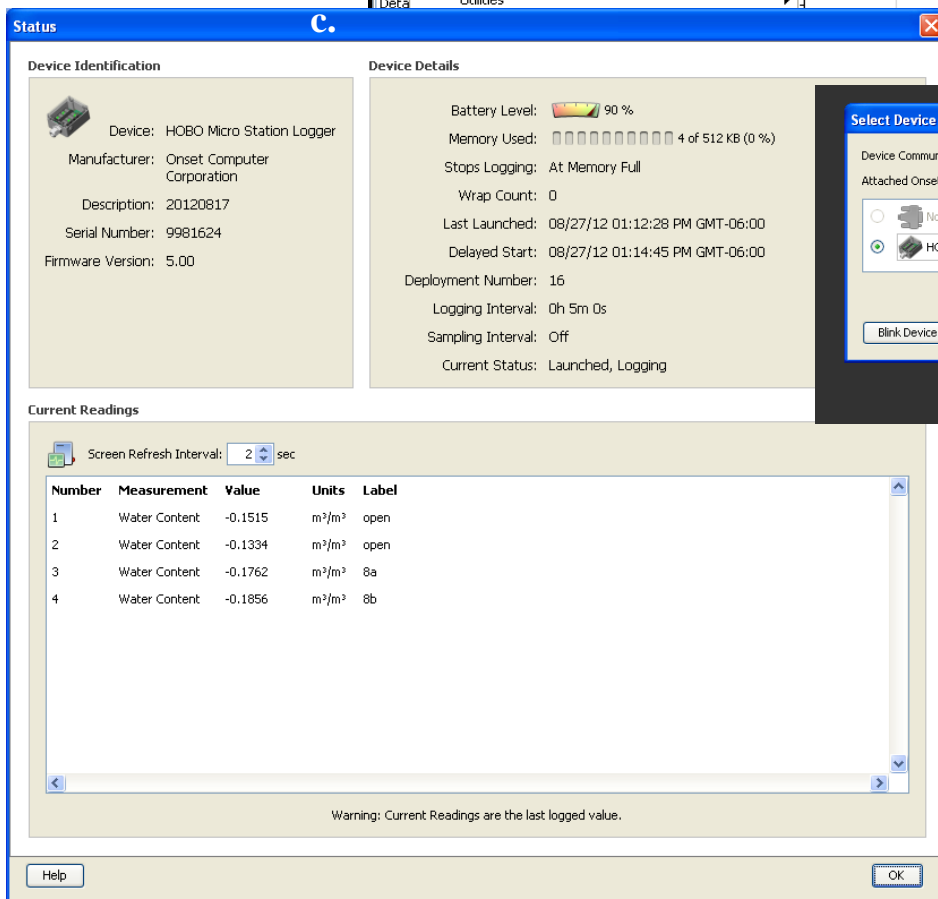 Utilities
c.
Status
Device Identification
Device: HOBO Micro Station Logger
Manufacturer: Onset Computer
Corporation
Description: 20120817
Serial Number: 9981624
Firmware Version: 5.00
Device Details
Battery Level: 90 %
Memory Used: 4 of 512 KB (0 %)
Stops Logging: At Memory Full
Wrap Count: 0
Last Launched: 08/27/12 01:12:28 PM GMT-06:00
Delayed Start: 08/27/12 01:14:45 PM GMT-06:00
Deployment Number: 16
Logging Interval: 0h 5m 0s
Sampling Interval: Off
Current Status: Launched, Logging
Select Device
Device Commu
Attached Onse
No
HO
Blink Device
Current Readings
Screen Refresh Interval: 2 sec
Number Measurement Value Units Label
1 Water Content -0.1515 m³/m³ open
2 Water Content -0.1334 m³/m³ open
3 Water Content -0.1762 m³/m³ 8a
4 Water Content -0.1856 m³/m³ 8b
Warning: Current Readings are the last logged value.
Help
OK